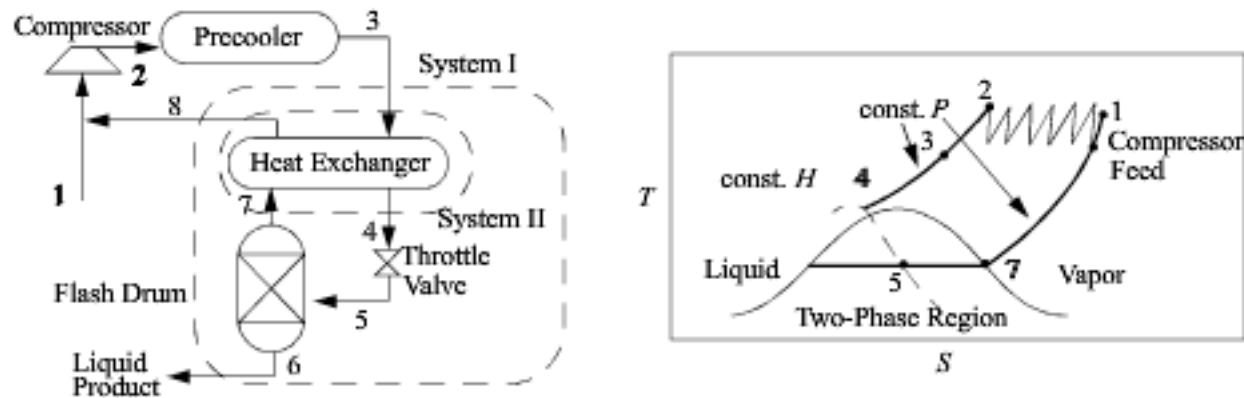 Compressor
Precooler
3
2
System I
8
Heat Exchanger
1
7
System II
4
Throttle
Valve
Flash Drum
5
6
Liquid
Product
2
const. P
1
3
Compressor
Feed
const. H
4
T
Liquid
5
7
Vapor
Two-Phase Region
S